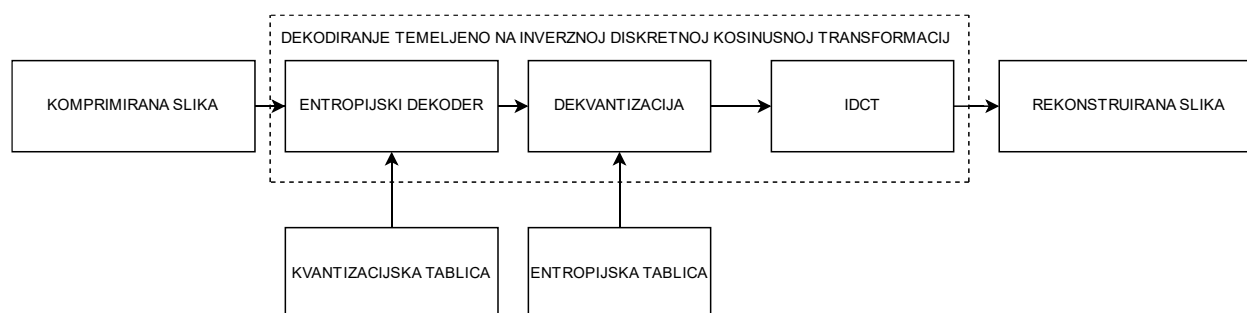 DEKODIRANJE TEMELJENO NA INVERZNOJ DISKRETNOJ KOSINUSNOJ TRANSFORMACIJ
KOMPRIMIRANA SLIKA
ENTROPIJSKI DEKODER
DEKVANTIZACIJA
IDCT
REKONSTRUIRANA SLIKA
KVANTIZACIJSKA TABLICA
ENTROPIJSKA TABLICA